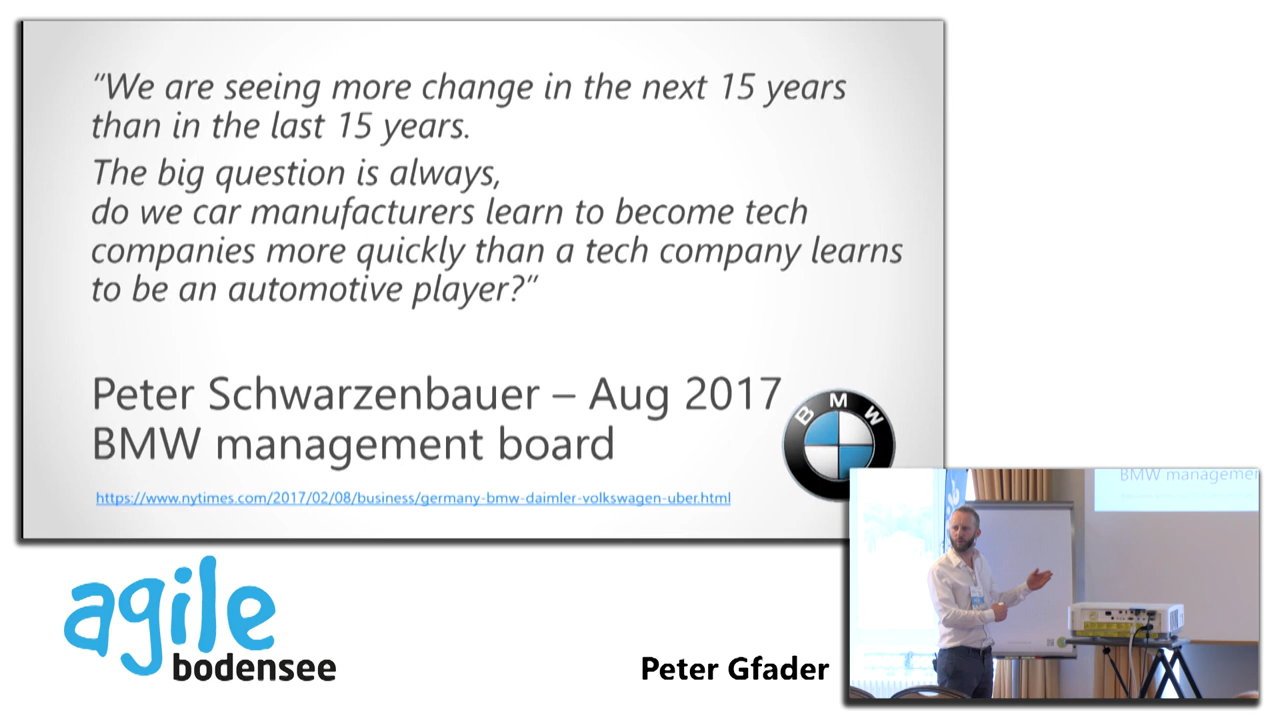 “We are seeing more change in the next 15 years
than in the last 15 years.
The big question is always,
do we car manufacturers learn to become tech
companies more quickly than a tech company learns
to be an automotive player?”
Peter Schwarzenbauer – Aug 2017
BMW management board
BMW
https://www.nytimes.com/2017/02/08/business/germany-bmw-daimler-volkswagen-uber.html
BMW managemen
agile
bodensee
Peter Gfader